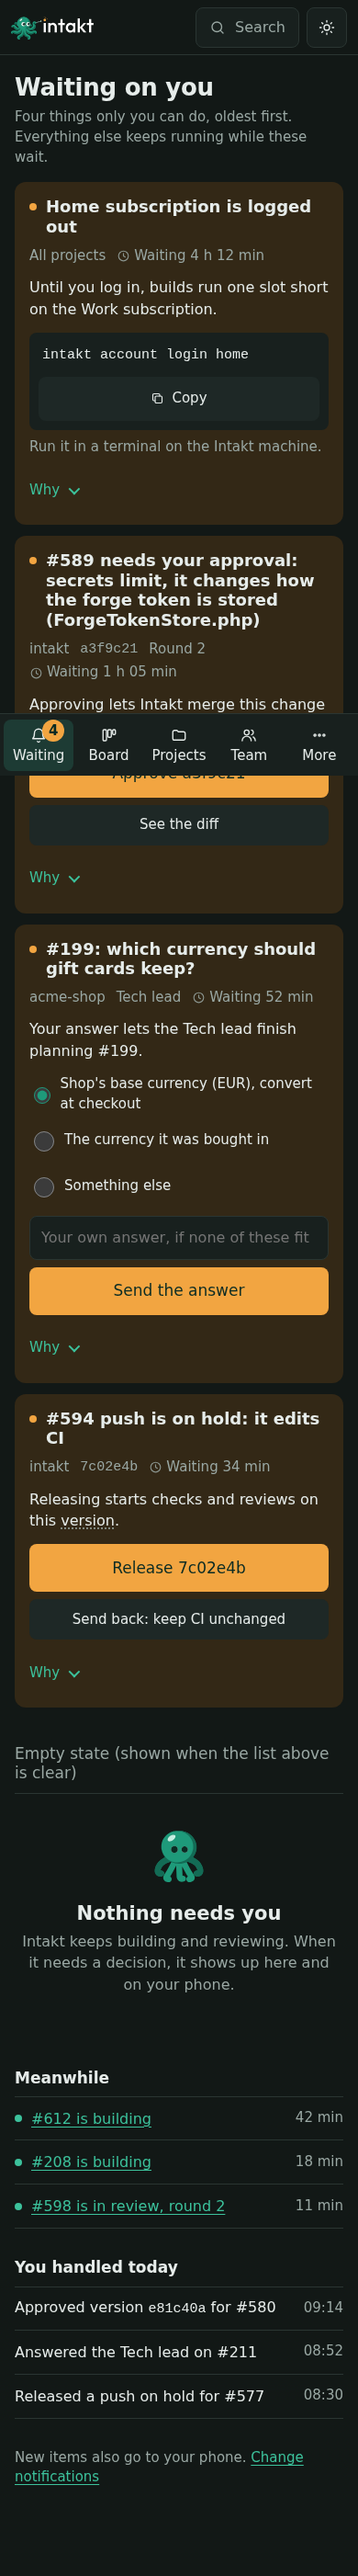 intakt
Search
Waiting on you
Four things only you can do, oldest first.
Everything else keeps running while these
wait.
Home subscription is logged
out
All projects Waiting 4 h 12 min
Until you log in, builds run one slot short
on the Work subscription.
intakt account login home
Copy
Run it in a terminal on the Intakt machine.
Why
#589 needs your approval:
secrets limit, it changes how
the forge token is stored
(ForgeTokenStore.php)
intakt a3f9c21 Round 2
Waiting 1 h 05 min
Approving lets Intakt merge this change
4
Waiting Board Projects Team More
Approve a3f9c21
See the diff
Why
#199: which currency should
gift cards keep?
acme-shop Tech lead Waiting 52 min
Your answer lets the Tech lead finish
planning #199.
Shop's base currency (EUR), convert
at checkout
The currency it was bought in
Something else
Your own answer, if none of these fit
Send the answer
Why
#594 push is on hold: it edits
CI
intakt 7c02e4b Waiting 34 min
Releasing starts checks and reviews on
this version.
Release 7c02e4b
Send back: keep CI unchanged
Why
Empty state (shown when the list above
is clear)
Nothing needs you
Intakt keeps building and reviewing. When
it needs a decision, it shows up here and
on your phone.
Meanwhile
#612 is building 42 min
#208 is building 18 min
#598 is in review, round 2 11 min
You handled today
Approved version e81c40a for #580 09:14
Answered the Tech lead on #211 08:52
Released a push on hold for #577 08:30
New items also go to your phone. Change
notifications